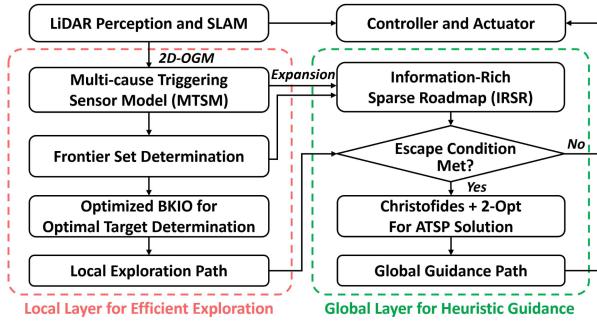 LiDAR Perception and SLAM
Controller and Actuator
2D-OGM
Multi-cause Triggering
Sensor Model (MTSM)
Expansion
Information-Rich
Sparse Roadmap (IRSR)
Frontier Set Determination
Escape Condition
Met?
No
Yes
Optimized BKIO for
Optimal Target Determination
Christofides + 2-Opt
For ATSP Solution
Local Exploration Path
Global Guidance Path
Local Layer for Efficient Exploration
Global Layer for Heuristic Guidance